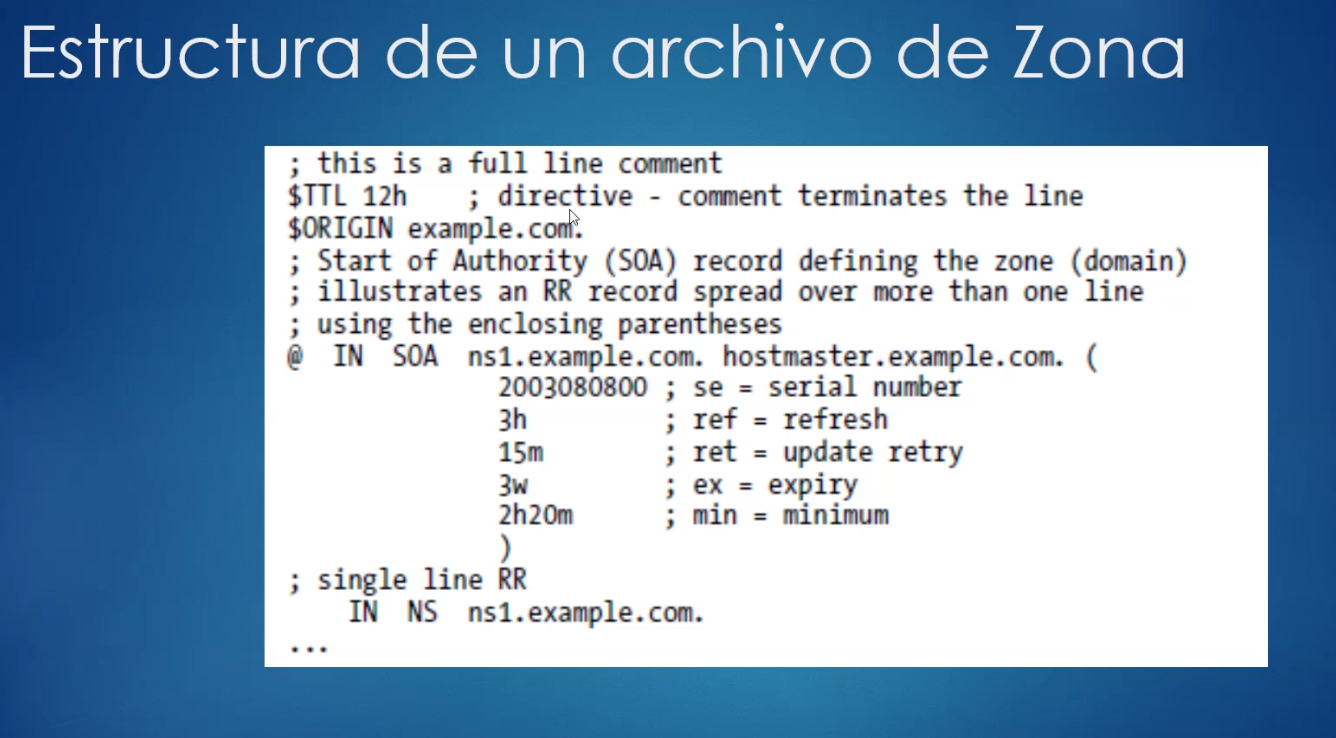 Estructura de un archivo de Zona
; this is a full line comment
$TTL 12h    ; directive - comment terminates the line
$ORIGIN example.com.
; Start of Authority (SOA) record defining the zone (domain)
; illustrates an RR record spread over more than one line
; using the enclosing parentheses
@  IN  SOA  ns1.example.com. hostmaster.example.com. (
              2003080800 ; se = serial number
              3h         ; ref = refresh
              15m        ; ret = update retry
              3w         ; ex = expiry
              2h20m      ; min = minimum
              )
; single line RR
    IN  NS  ns1.example.com.
...